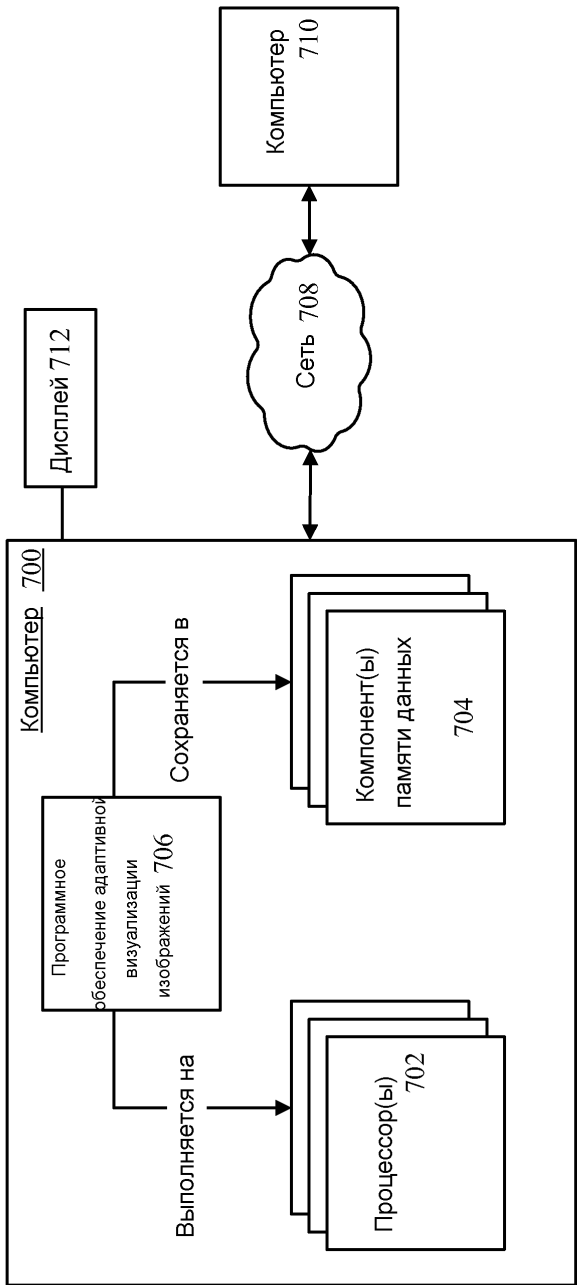 Компьютер 700
Программное
обеспечение адаптивной
визуализации
изображений 706
Выполняется на
Сохраняется в
Процессор(ы)
702
Компонент(ы)
памяти данных
704
Дисплей 712
Сеть 708
Компьютер
710